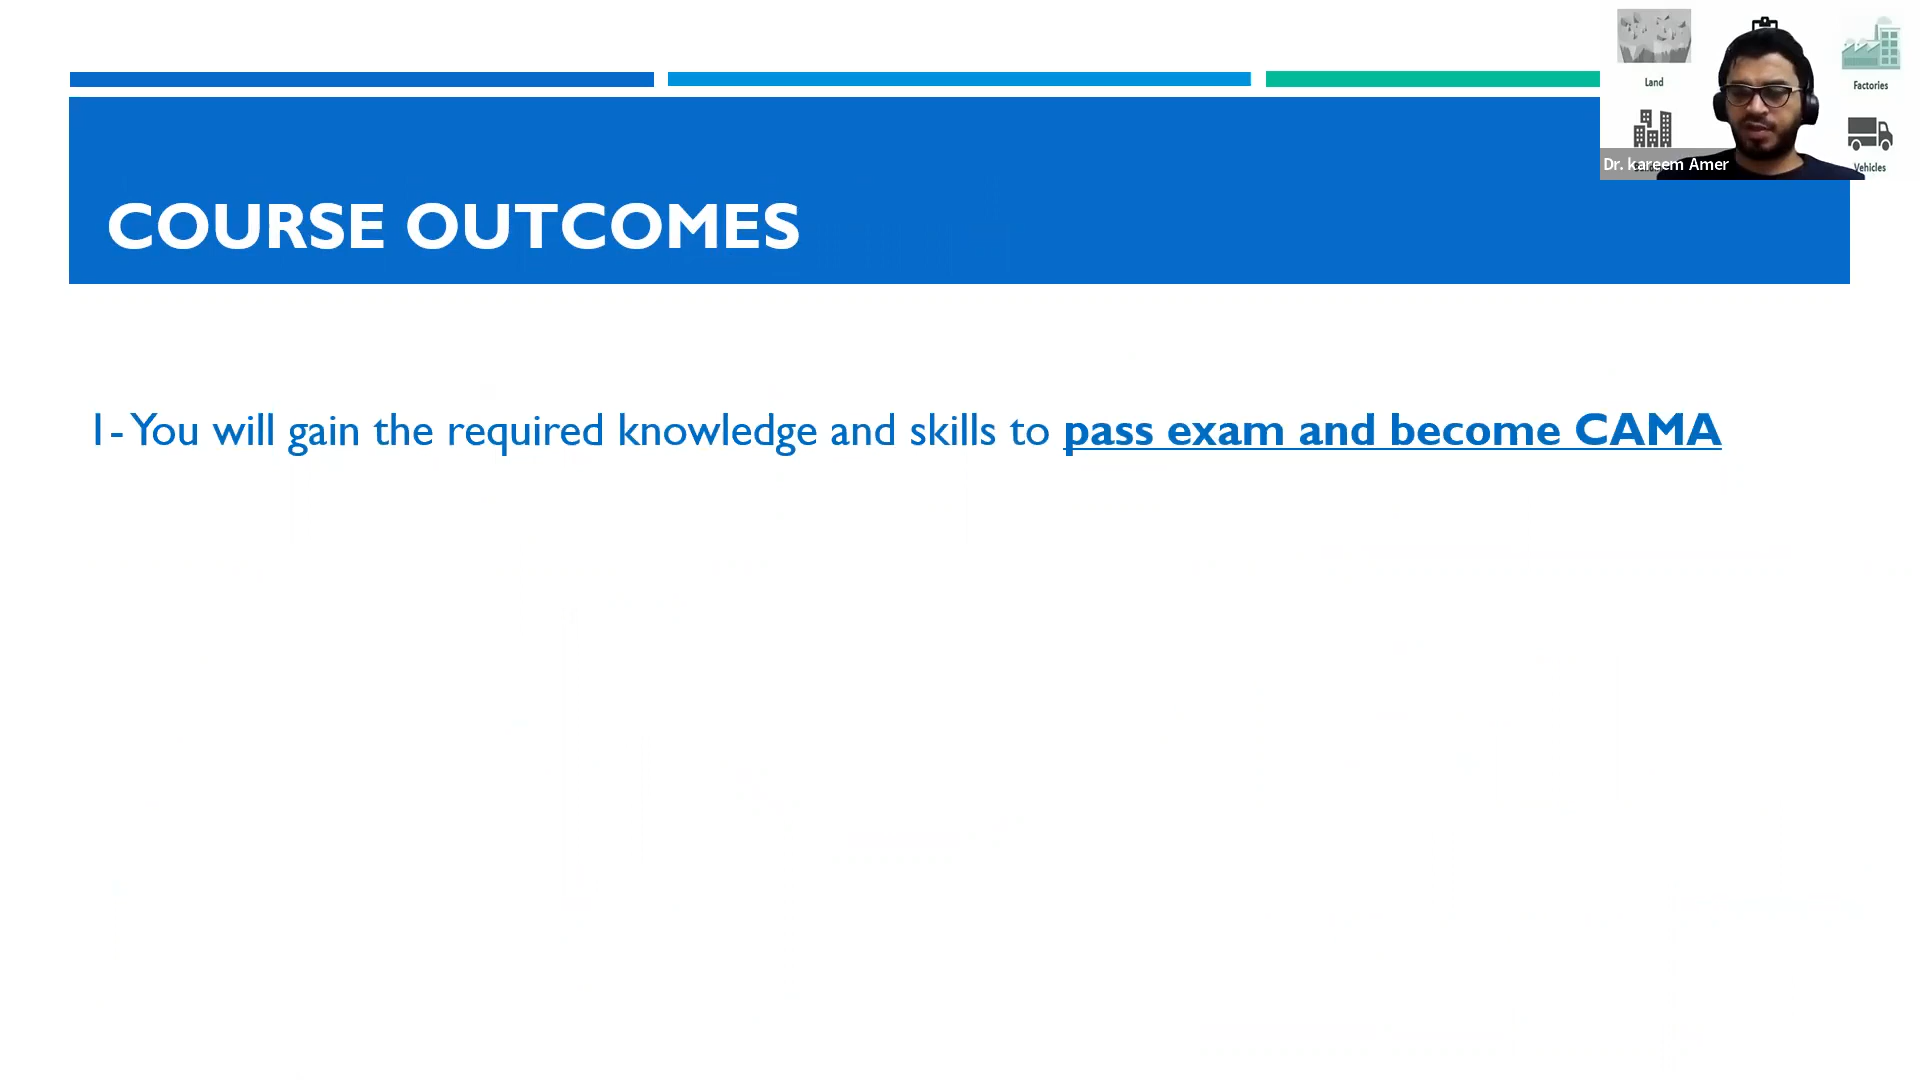 Land
Factories
Dr. kareem Amer
Vehicles
COURSE OUTCOMES
1- You will gain the required knowledge and skills to pass exam and become CAMA